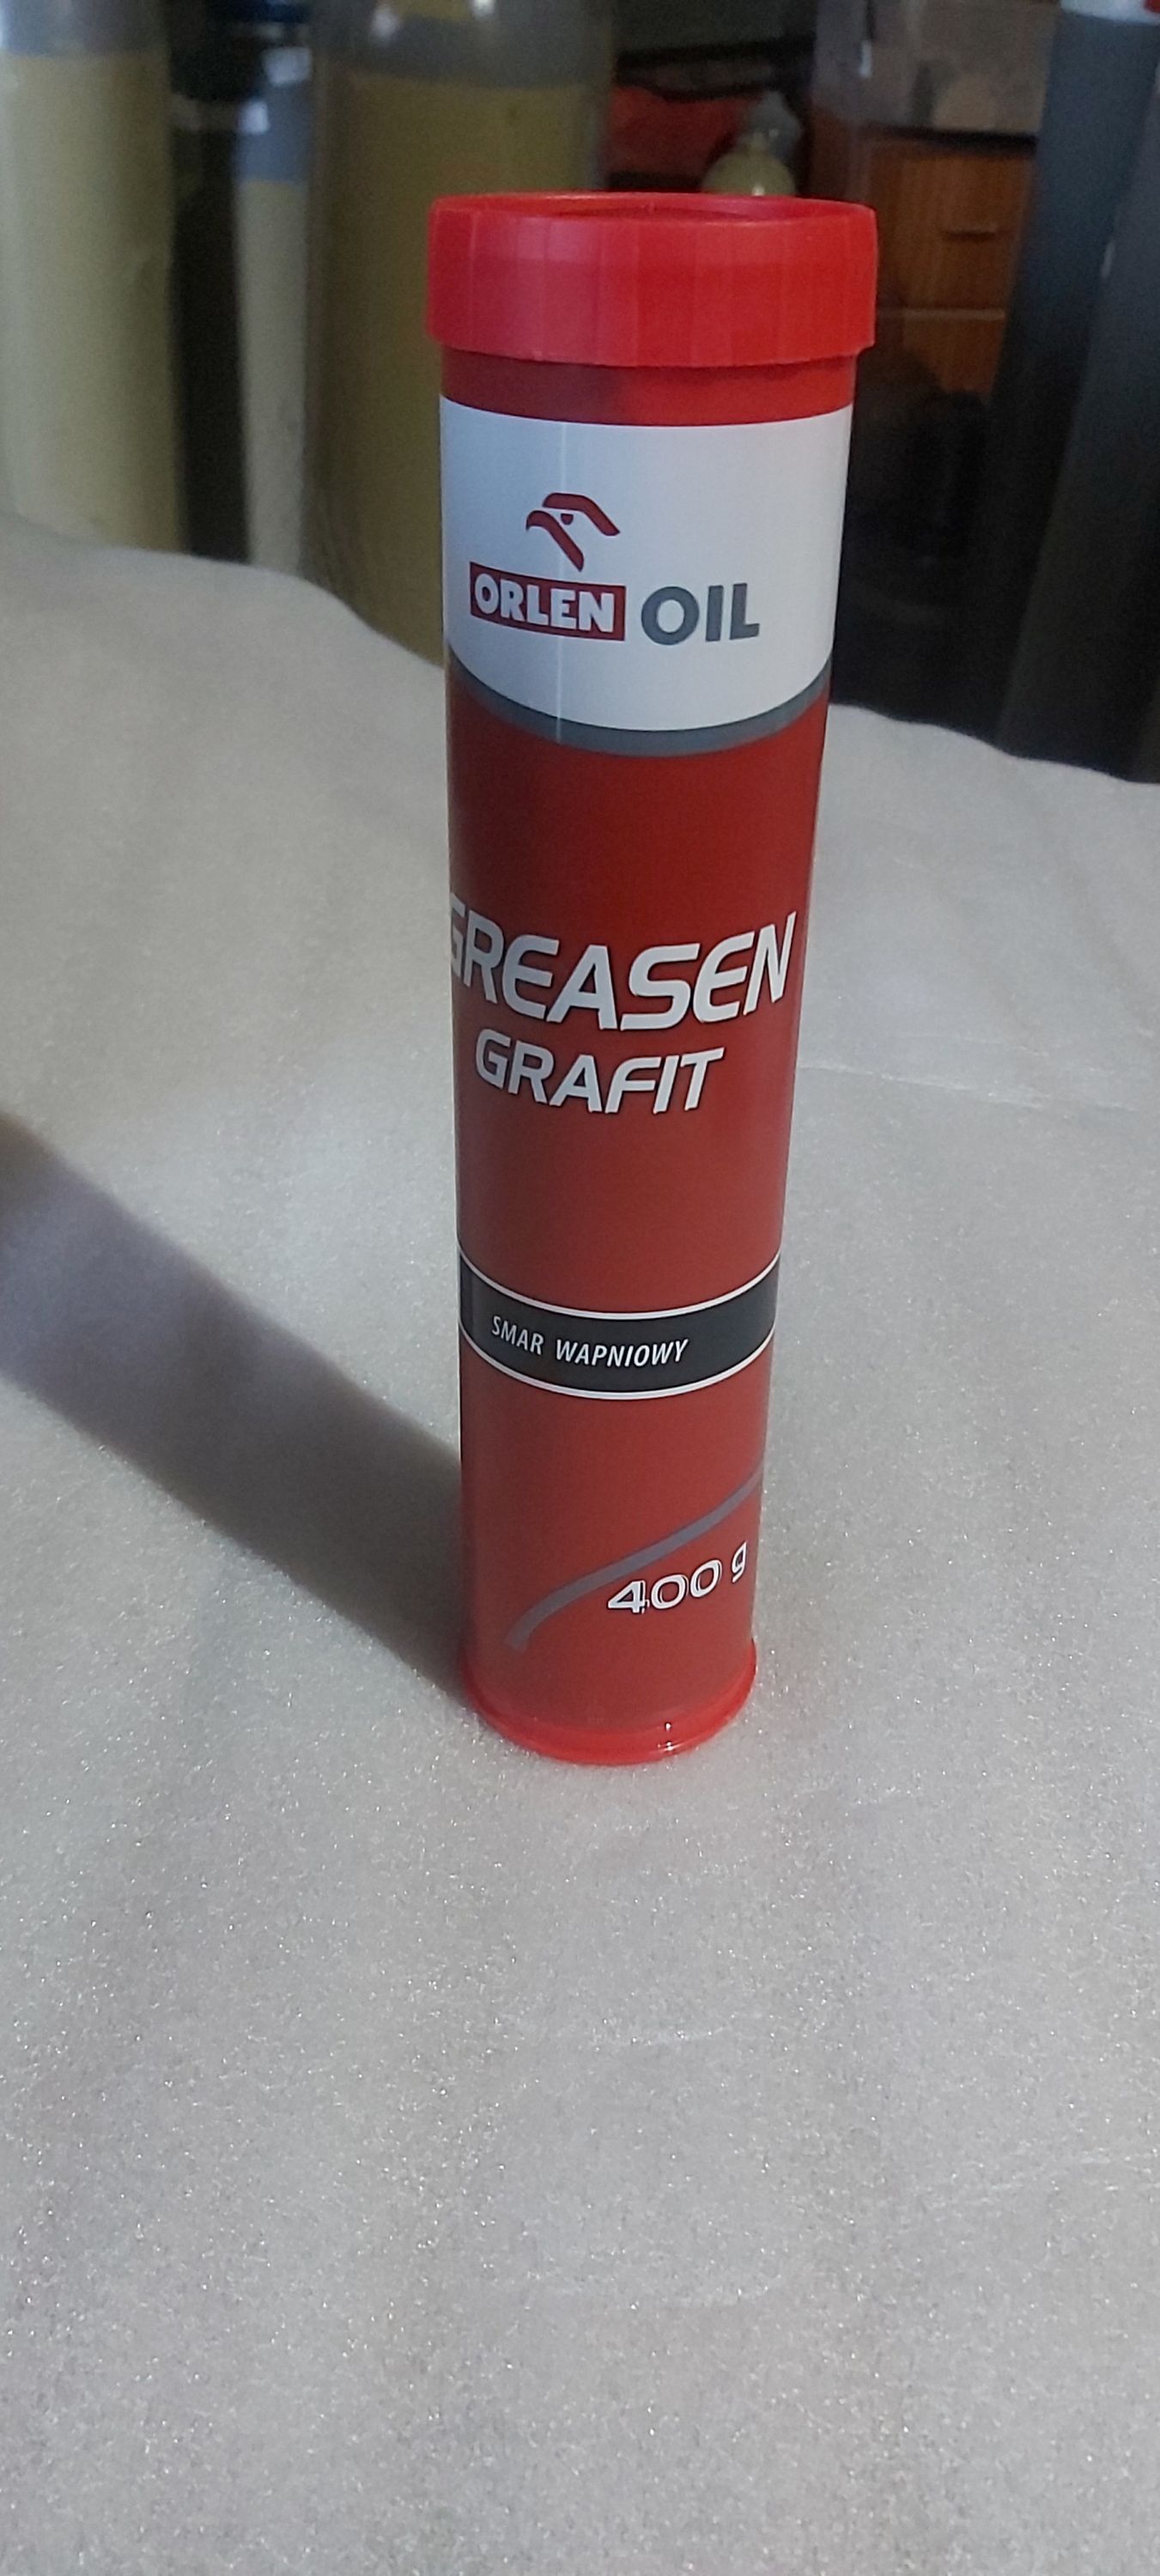 ORLEN OIL
GREASEN
GRAFIT
SMAR WAPNIOWY
400 g